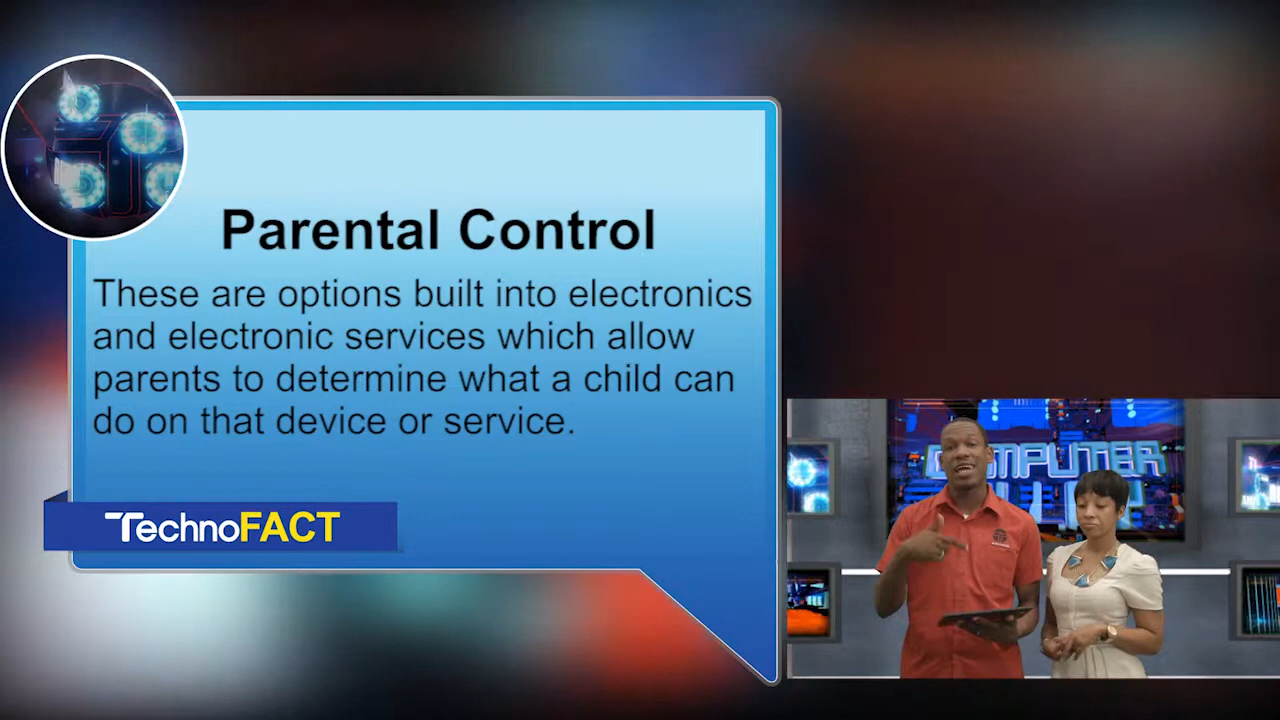 Parental Control
These are options built into electronics
and electronic services which allow
parents to determine what a child can
do on that device or service.
TechnoFACT
COMPUTER